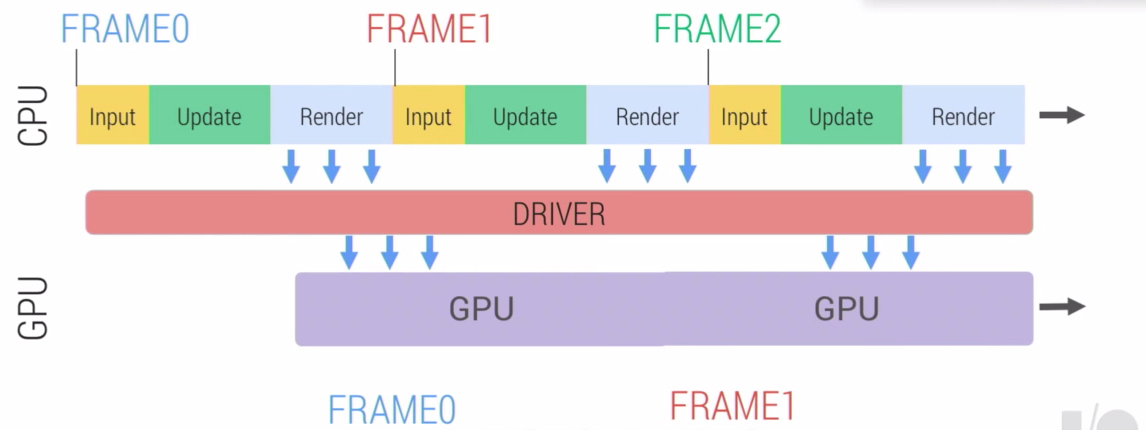 FRAME0 FRAME1 FRAME2
CPU
Input Update Render Input Update Render Input Update Render
DRIVER
GPU
GPU GPU
FRAME0 FRAME1
I/O